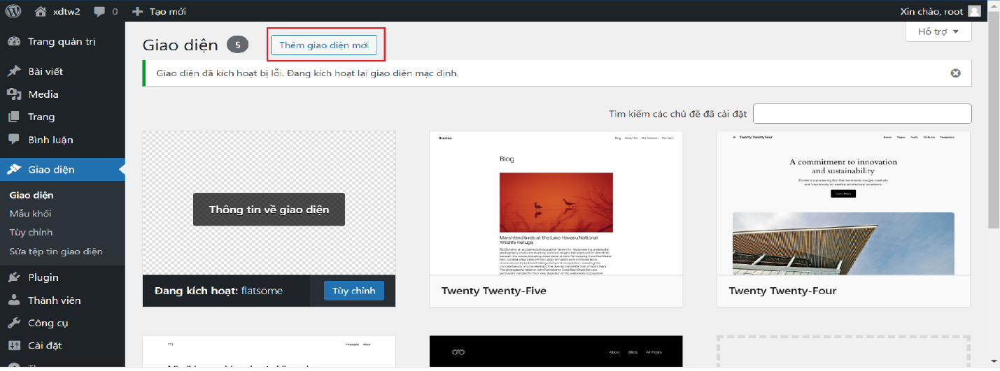 xdtw2 0 Tạo mới Xin chào, root
Trang quản trị
Bài viết
Media
Trang
Bình luận
Giao diện
Giao diện
Mẫu khối
Tùy chỉnh
Sửa tệp tin giao diện
Plugin
Thành viên
Công cụ
Cài đặt
Giao diện 5 Thêm giao diện mới
Hỗ trợ
Giao diện đã kích hoạt bị lỗi. Đang kích hoạt lại giao diện mặc định.
Tìm kiếm các chủ đề đã cài đặt
Thông tin về giao diện
Đang kích hoạt: flatsome Tùy chỉnh
Stories Blog About Us Our Mission Contact
Blog
Marshland birds at the Lake Havasu National
Wildlife Refuge
Twenty Twenty-Five
Twenty Twenty-Four Home Pages Posts Patterns Templates
A commitment to innovation
and sustainability
Études is a pioneering firm that seamlessly merges creativity
and functionality to redefine architectural excellence.
Learn More
Twenty Twenty-Four
Philosophy About
About Birds All Posts